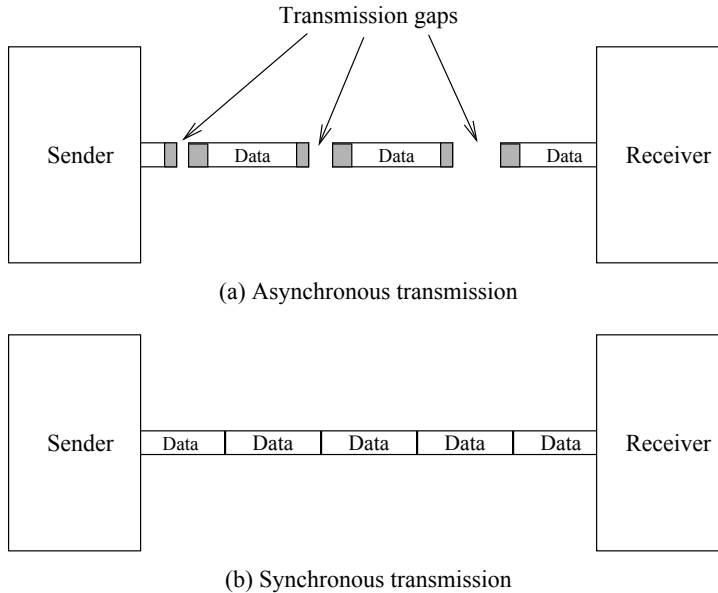 Transmission gaps
Sender
Data
Data
Data
Receiver
(a) Asynchronous transmission
Sender
Data
Data
Data
Data
Data
Receiver
(b) Synchronous transmission